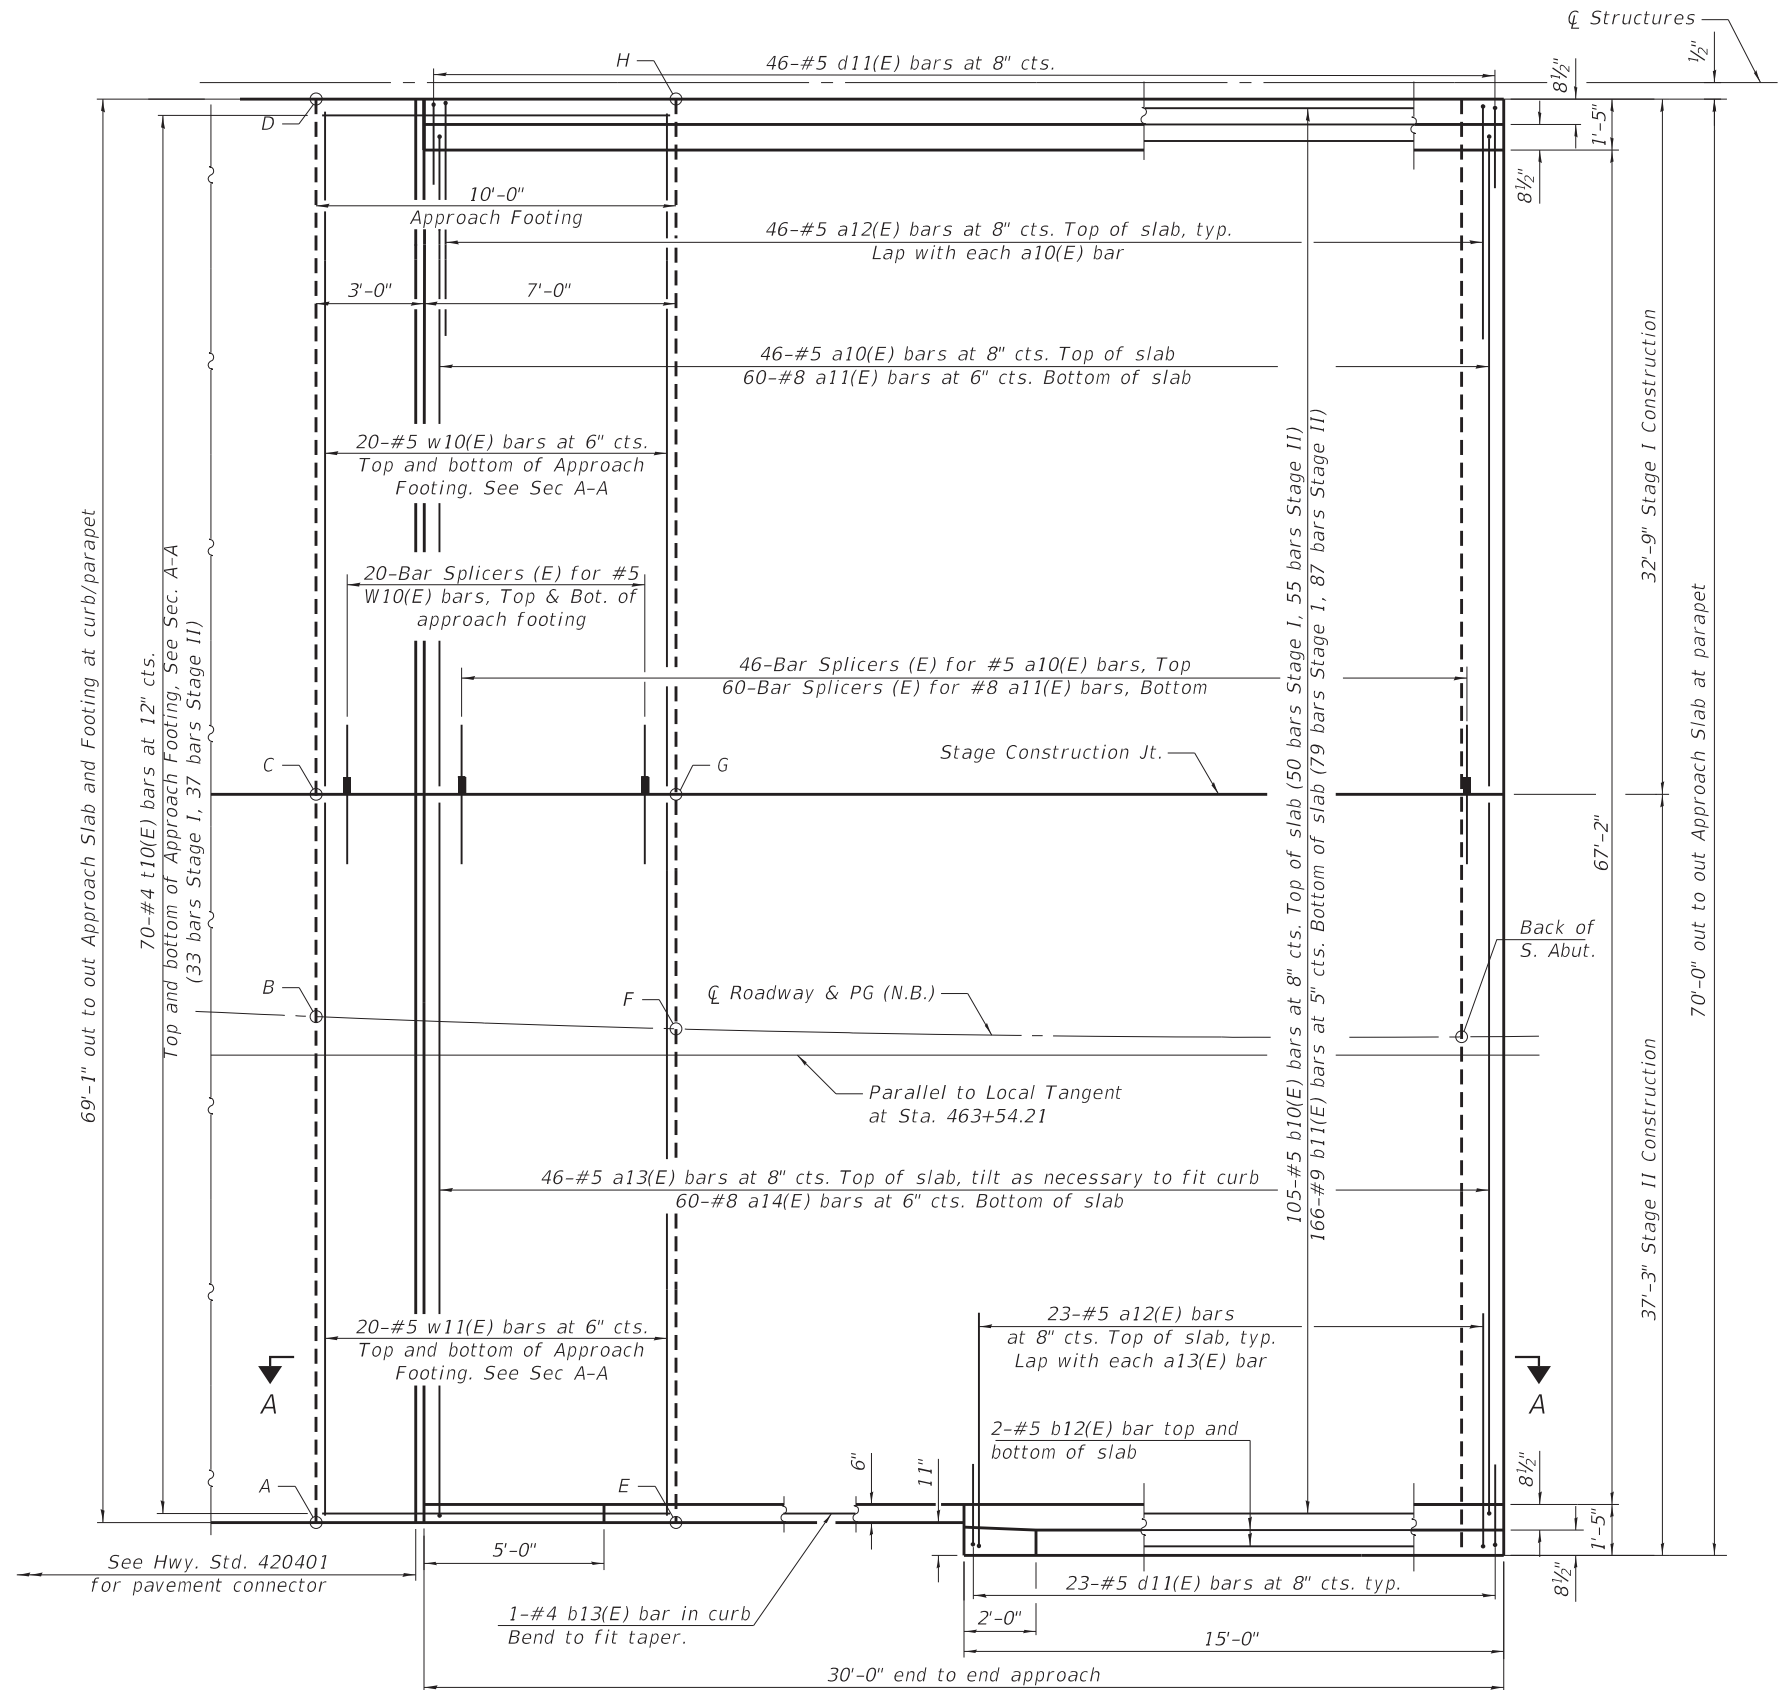 ℄ Structures
½"
H
46-#5 d11(E) bars at 8" cts.
8½"
D
1'-5"
8½"
10'-0"
Approach Footing
46-#5 a12(E) bars at 8" cts. Top of slab, typ.
Lap with each a10(E) bar
3'-0"
7'-0"
46-#5 a10(E) bars at 8" cts. Top of slab
60-#8 a11(E) bars at 6" cts. Bottom of slab
32'-9" Stage I Construction
20-#5 w10(E) bars at 6" cts.
Top and bottom of Approach
Footing. See Sec A-A
20-Bar Splicers (E) for #5
W10(E) bars, Top & Bot. of
approach footing
46-Bar Splicers (E) for #5 a10(E) bars, Top
60-Bar Splicers (E) for #8 a11(E) bars, Bottom
69'-1" out to out Approach Slab and Footing at curb/parapet
70-#4 t10(E) bars at 12" cts.
Top and bottom of Approach Footing, See Sec. A-A
(33 bars Stage I, 37 bars Stage II)
105-#5 b10(E) bars at 8" cts. Top of slab (50 bars Stage I, 55 bars Stage II)
166-#9 b11(E) bars at 5" cts. Bottom of slab (79 bars Stage 1, 87 bars Stage II)
70'-0" out to out Approach Slab at parapet
C
G
Stage Construction Jt.
67'-2"
B
F
℄ Roadway & PG (N.B.)
Back of
S. Abut.
Parallel to Local Tangent
at Sta. 463+54.21
37'-3" Stage II Construction
46-#5 a13(E) bars at 8" cts. Top of slab, tilt as necessary to fit curb
60-#8 a14(E) bars at 6" cts. Bottom of slab
20-#5 w11(E) bars at 6" cts.
Top and bottom of Approach
Footing. See Sec A-A
23-#5 a12(E) bars
at 8" cts. Top of slab, typ.
Lap with each a13(E) bar
A
A
2-#5 b12(E) bar top and
bottom of slab
A
E
6"
11"
8½"
1'-5"
8½"
5'-0"
See Hwy. Std. 420401
for pavement connector
23-#5 d11(E) bars at 8" cts. typ.
1-#4 b13(E) bar in curb
Bend to fit taper.
2'-0"
15'-0"
30'-0" end to end approach